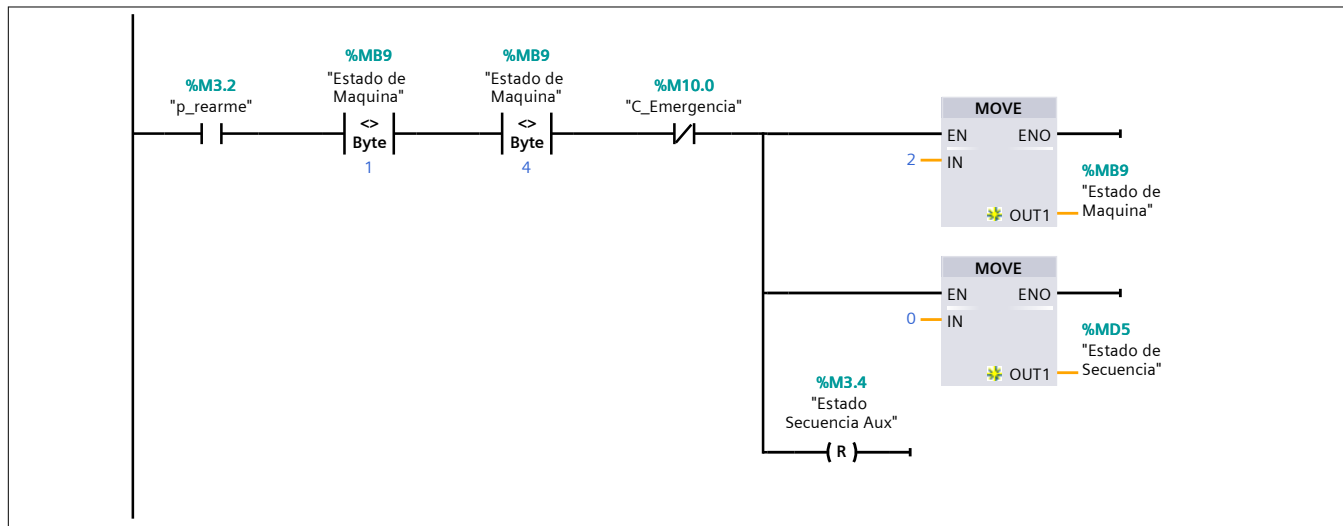 %M3.2
"p_rearme"
%MB9
"Estado de
Maquina"
<>
Byte
1
%MB9
"Estado de
Maquina"
<>
Byte
4
%M10.0
"C_Emergencia"
MOVE
EN ENO
2 IN
OUT1
%MB9
"Estado de
Maquina"
MOVE
EN ENO
0 IN
OUT1
%MD5
"Estado de
Secuencia"
%M3.4
"Estado
Secuencia Aux"
R